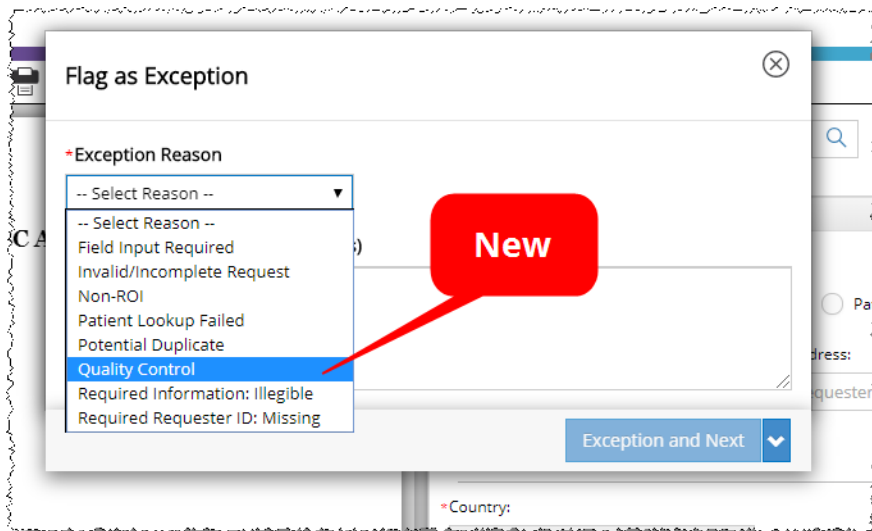 Flag as Exception
*Exception Reason
-- Select Reason --
-- Select Reason --
Field Input Required
Invalid/Incomplete Request
Non-ROI
Patient Lookup Failed
Potential Duplicate
Quality Control
Required Information: Illegible
Required Requester ID: Missing
New
Exception and Next
*Country: